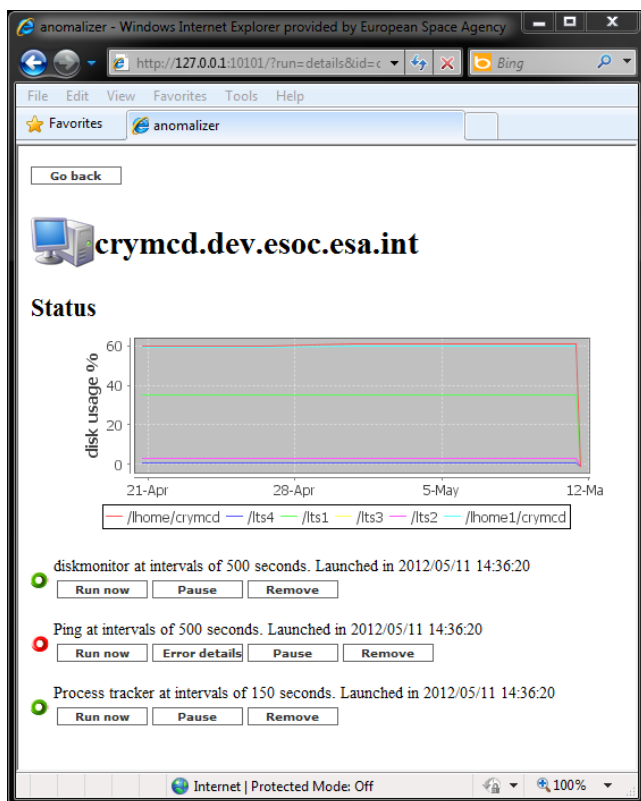 anomalizer - Windows Internet Explorer provided by European Space Agency
http://127.0.0.1:10101/?run=details&id=c
Bing
File Edit View Favorites Tools Help
Favorites
anomalizer
Go back
crymcd.dev.esoc.esa.int
Status
disk usage %
60
40
20
0
21-Apr 28-Apr 5-May 12-Ma
/lhome/crymcd /lts4 /lts1 /lts3 /lts2 /lhome1/crymcd
diskmonitor at intervals of 500 seconds. Launched in 2012/05/11 14:36:20
Run now Pause Remove
Ping at intervals of 500 seconds. Launched in 2012/05/11 14:36:20
Run now Error details Pause Remove
Process tracker at intervals of 150 seconds. Launched in 2012/05/11 14:36:20
Run now Pause Remove
Internet | Protected Mode: Off
100%